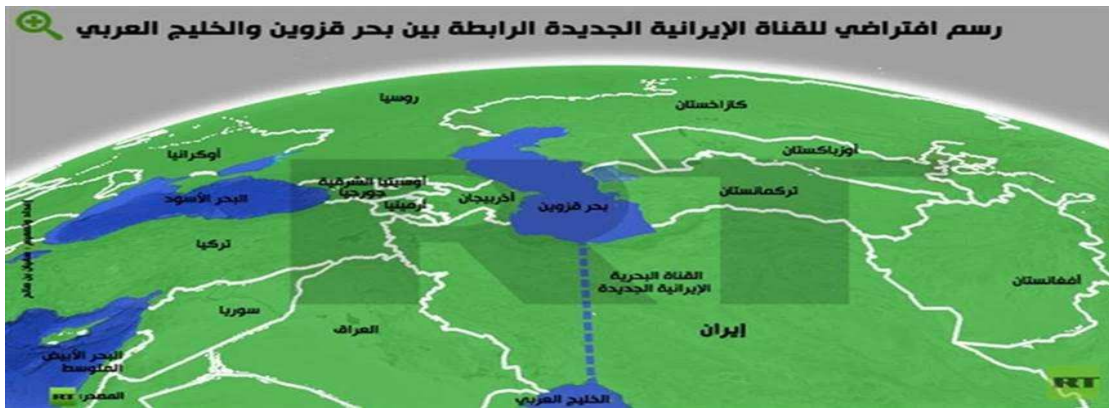 رسم افتراضي للقناة الإيرانية الجديدة الرابطة بين بحر قزوين والخليج العربي
روسيا
كازاخستان
أوكرانيا
أوزباكستان
أوسيتيا الشرقية
جورجيا
أرمينيا
أذربيجان
تركمانستان
البحر الأسود
بحر قزوين
تركيا
القناة البحرية
الإيرانية الجديدة
أفغانستان
سوريا
العراق
إيران
البحر الأبيض
المتوسط
الخليج العربي
المصدر: RT
RT
RT